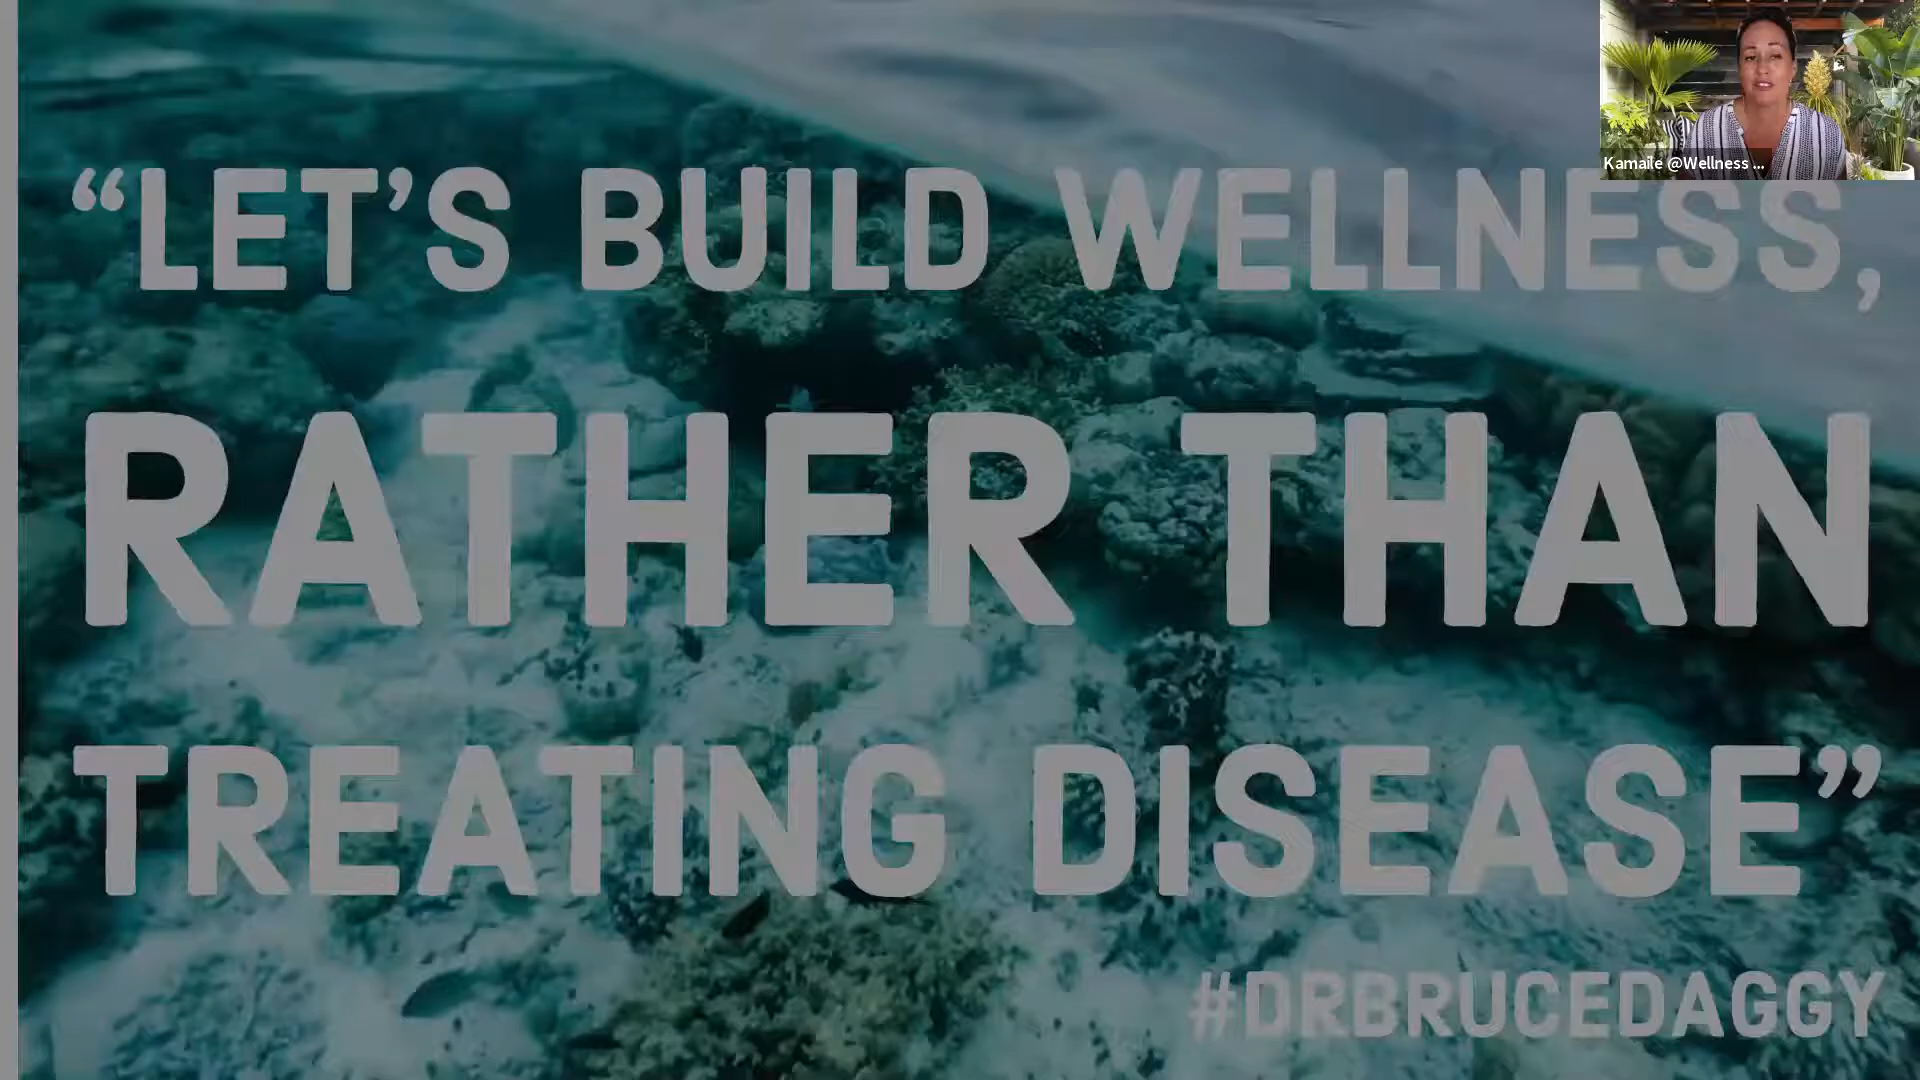 Kamaile @Wellness ...
“LET’S BUILD WELLNESS,
RATHER THAN
TREATING DISEASE”
#DRBRUCEDAGGY